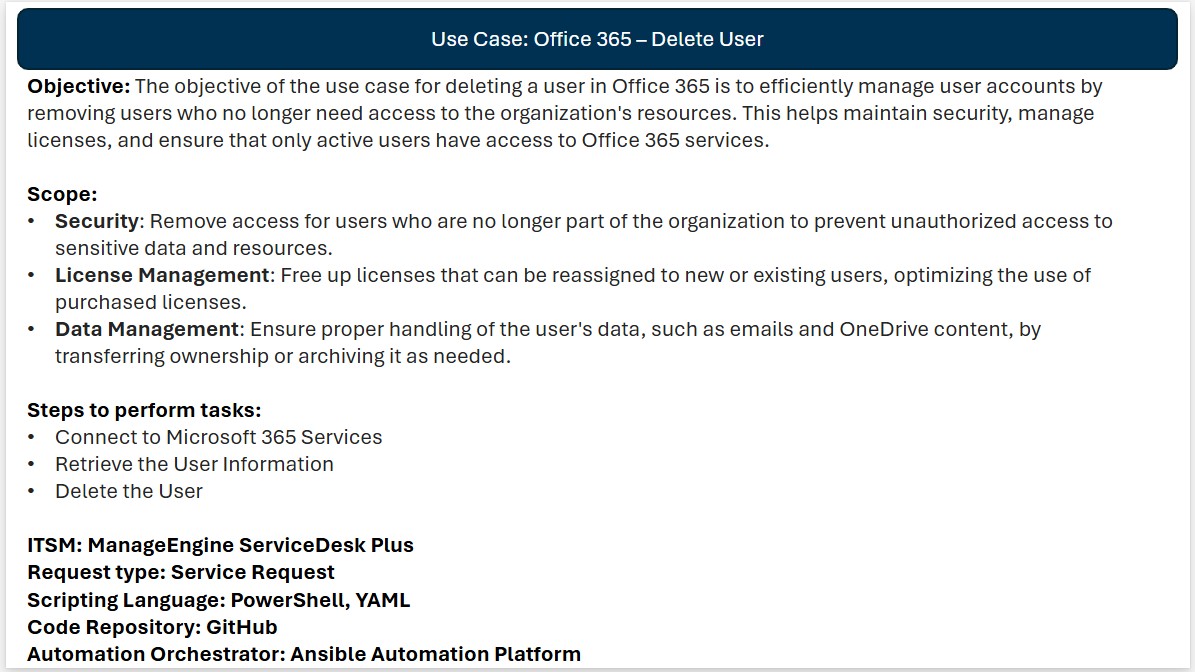 Use Case: Office 365 – Delete User
Objective: The objective of the use case for deleting a user in Office 365 is to efficiently manage user accounts by
removing users who no longer need access to the organization's resources. This helps maintain security, manage
licenses, and ensure that only active users have access to Office 365 services.
Scope:
• Security: Remove access for users who are no longer part of the organization to prevent unauthorized access to
sensitive data and resources.
• License Management: Free up licenses that can be reassigned to new or existing users, optimizing the use of
purchased licenses.
• Data Management: Ensure proper handling of the user's data, such as emails and OneDrive content, by
transferring ownership or archiving it as needed.
Steps to perform tasks:
• Connect to Microsoft 365 Services
• Retrieve the User Information
• Delete the User
ITSM: ManageEngine ServiceDesk Plus
Request type: Service Request
Scripting Language: PowerShell, YAML
Code Repository: GitHub
Automation Orchestrator: Ansible Automation Platform